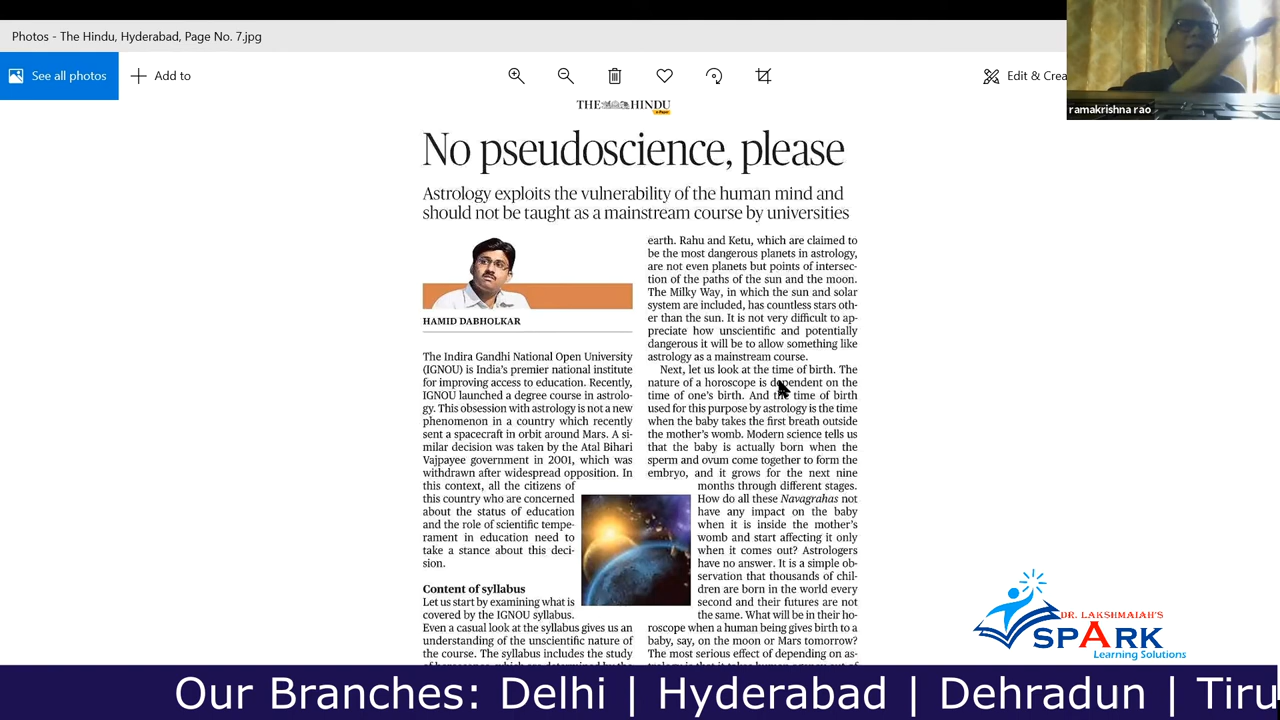 Photos - The Hindu, Hyderabad, Page No. 7.jpg
See all photos
Add to
Edit & Crea
ramakrishna rao
THE HINDU
e-Paper
No pseudoscience, please
Astrology exploits the vulnerability of the human mind and
should not be taught as a mainstream course by universities
HAMID DABHOLKAR
The Indira Gandhi National Open University
(IGNOU) is India's premier national institute
for improving access to education. Recently,
IGNOU launched a degree course in astrolo-
gy. This obsession with astrology is not a new
phenomenon in a country which recently
sent a spacecraft in orbit around Mars. A si-
milar decision was taken by the Atal Bihari
Vajpayee government in 2001, which was
withdrawn after widespread opposition. In
this context, all the citizens of
this country who are concerned
about the status of education
and the role of scientific tempe-
rament in education need to
take a stance about this deci-
sion.
Content of syllabus
Let us start by examining what is
covered by the IGNOU syllabus.
Even a casual look at the syllabus gives us an
understanding of the unscientific nature of
the course. The syllabus includes the study
earth. Rahu and Ketu, which are claimed to
be the most dangerous planets in astrology,
are not even planets but points of intersec-
tion of the paths of the sun and the moon.
The Milky Way, in which the sun and solar
system are included, has countless stars oth-
er than the sun. It is not very difficult to ap-
preciate how unscientific and potentially
dangerous it will be to allow something like
astrology as a mainstream course.
Next, let us look at the time of birth. The
nature of a horoscope is dependent on the
time of one's birth. And the time of birth
used for this purpose by astrology is the time
when the baby takes the first breath outside
the mother's womb. Modern science tells us
that the baby is actually born when the
sperm and ovum come together to form the
embryo, and it grows for the next nine
months through different stages.
How do all these Navagrahas not
have any impact on the baby
when it is inside the mother's
womb and start affecting it only
when it comes out? Astrologers
have no answer. It is a simple ob-
servation that thousands of chil-
dren are born in the world every
second and their futures are not
the same. What will be in their ho-
roscope when a human being gives birth to a
baby, say, on the moon or Mars tomorrow?
The most serious effect of depending on as-
DR. LAKSHMAIAH'S
SPARK
Learning Solutions
Our Branches: Delhi | Hyderabad | Dehradun | Tiru